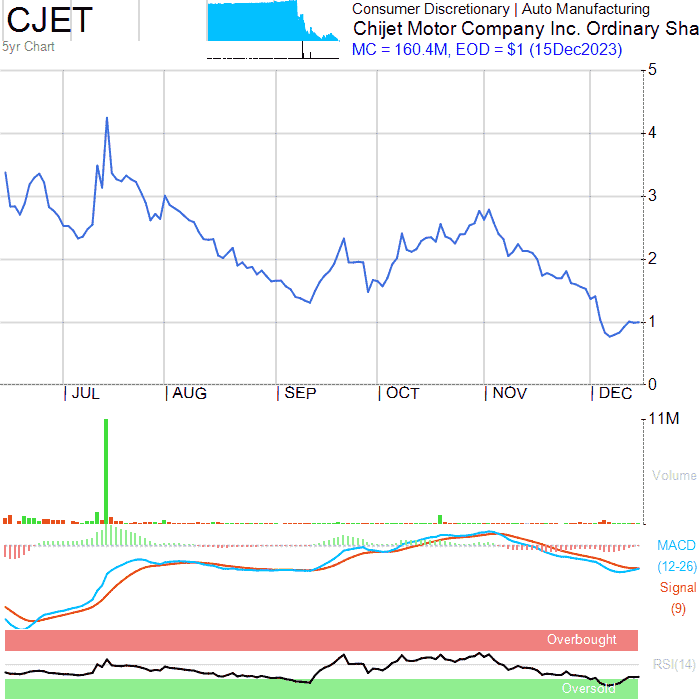 CJET
5yr Chart
Consumer Discretionary | Auto Manufacturing
Chijet Motor Company Inc. Ordinary Sha
MC = 160.4M, EOD = $1 (15Dec2023)
5
4
3
2
1
0
JUL AUG SEP OCT NOV DEC
11M
Volume
MACD
(12-26)
Signal
(9)
Overbought
RSI(14)
Oversold